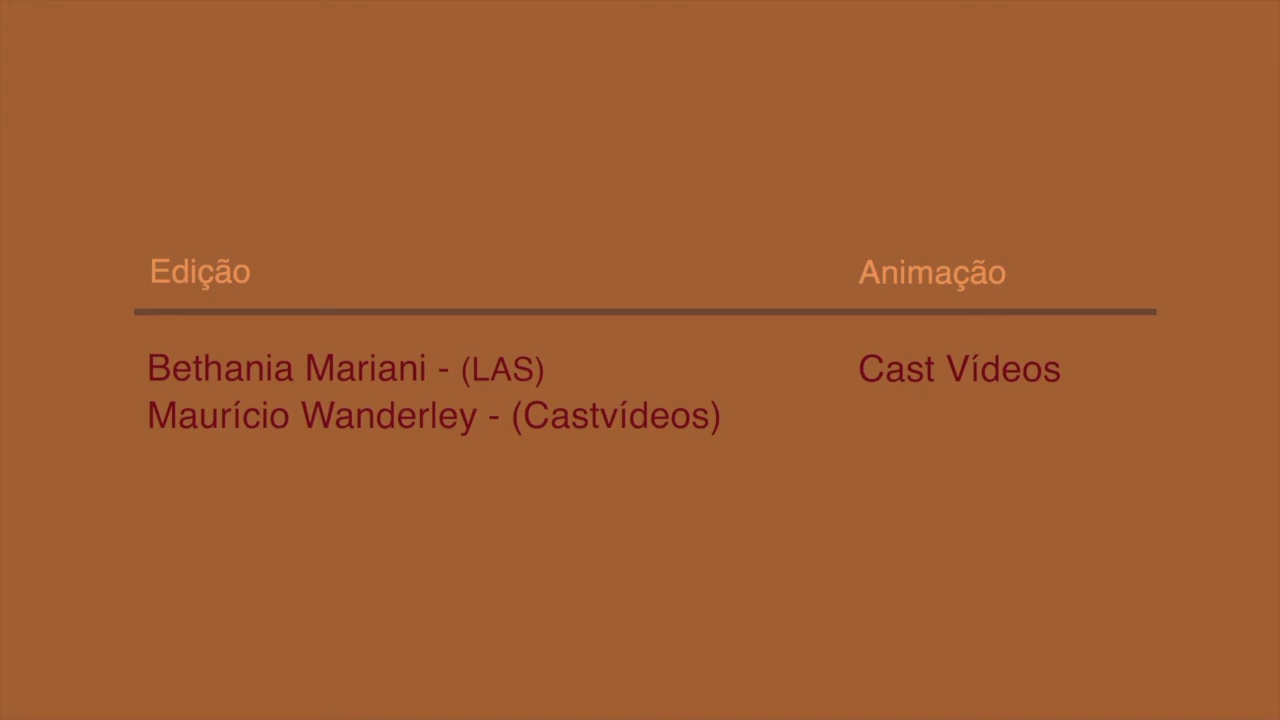 Edição
Animação
Bethania Mariani - (LAS)
Maurício Wanderley - (Castvídeos)
Cast Vídeos